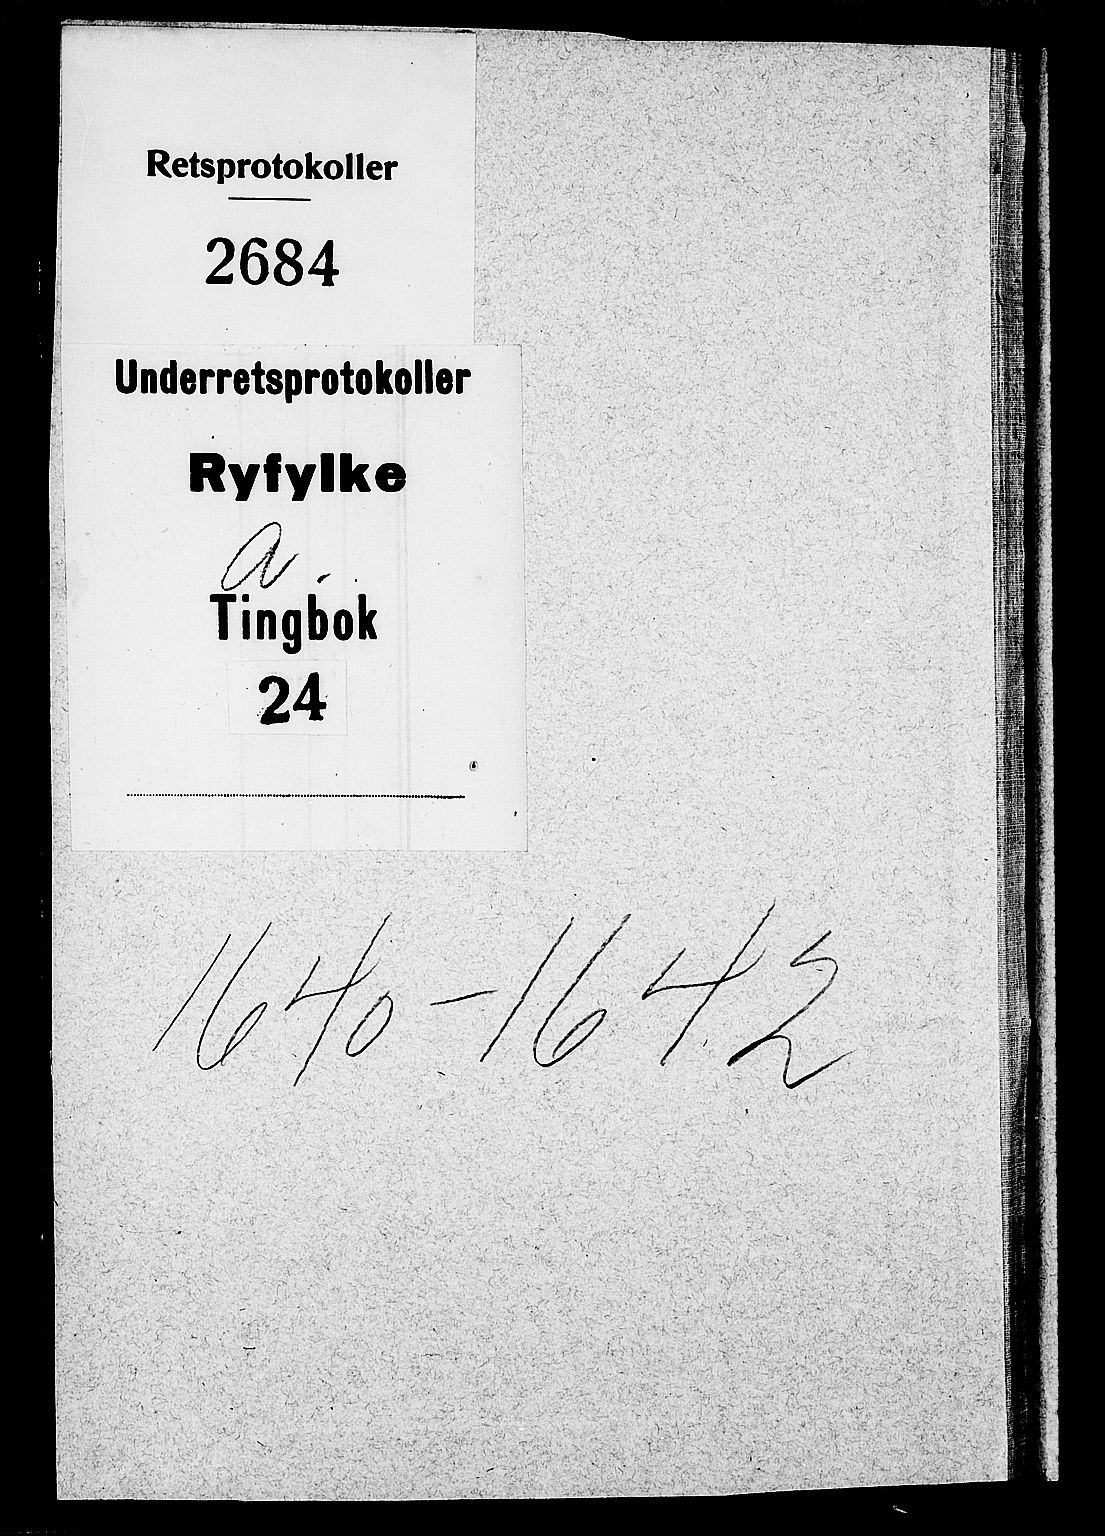 Retsprotokoller
2684
Underretsprotokoller
Ryfylke
a.
Tingbok
24
1640-1642